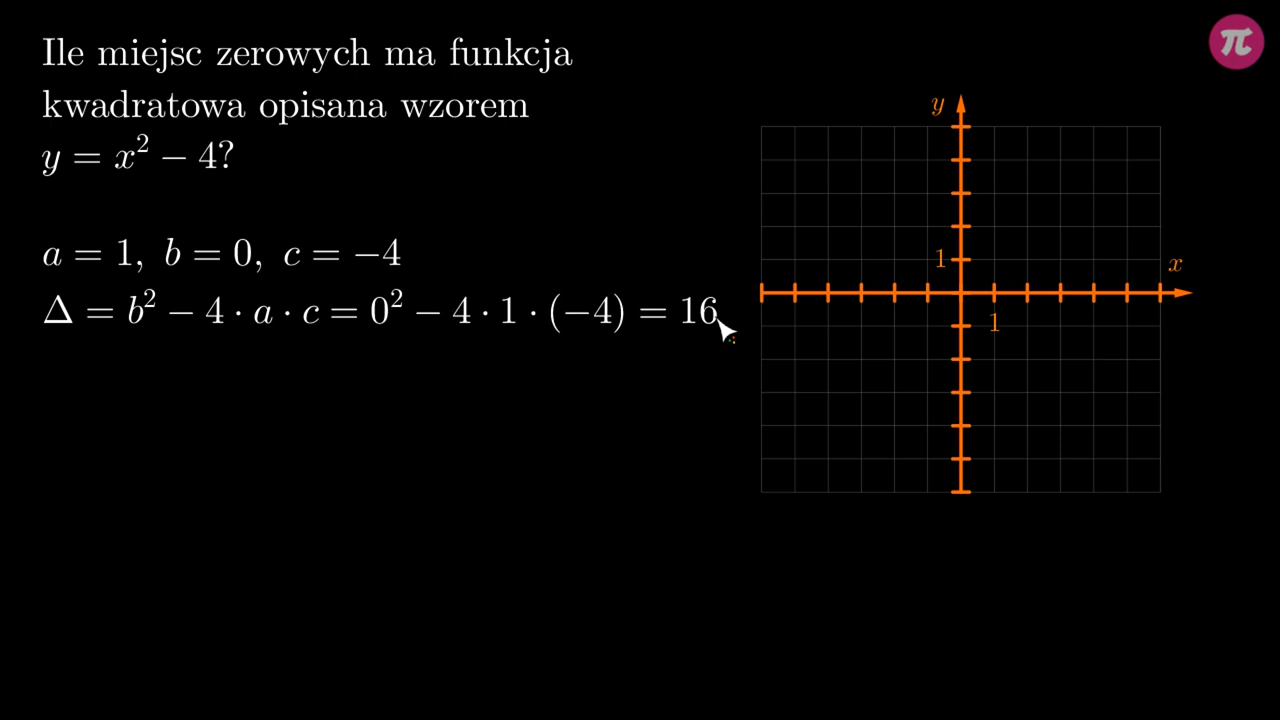 Ile miejsc zerowych ma funkcja
kwadratowa opisana wzorem
y = x² − 4?
a = 1, b = 0, c = −4
Δ = b² − 4 · a · c = 0² − 4 · 1 · (−4) = 16
π
y
1
x
1